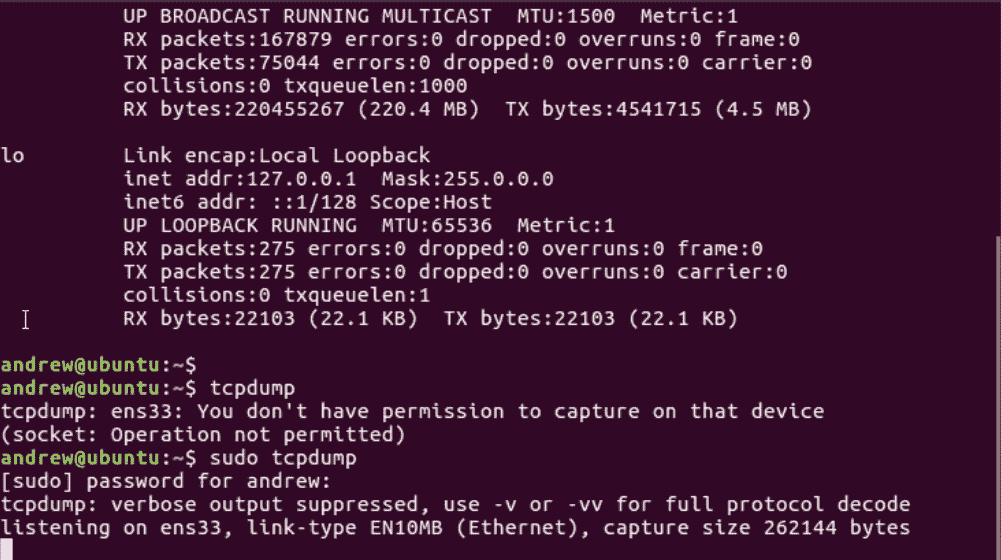 UP BROADCAST RUNNING MULTICAST  MTU:1500  Metric:1
RX packets:167879 errors:0 dropped:0 overruns:0 frame:0
TX packets:75044 errors:0 dropped:0 overruns:0 carrier:0
collisions:0 txqueuelen:1000
RX bytes:220455267 (220.4 MB)  TX bytes:4541715 (4.5 MB)
lo        Link encap:Local Loopback
inet addr:127.0.0.1  Mask:255.0.0.0
inet6 addr: ::1/128 Scope:Host
UP LOOPBACK RUNNING  MTU:65536  Metric:1
RX packets:275 errors:0 dropped:0 overruns:0 frame:0
TX packets:275 errors:0 dropped:0 overruns:0 carrier:0
collisions:0 txqueuelen:1
RX bytes:22103 (22.1 KB)  TX bytes:22103 (22.1 KB)
andrew@ubuntu:~$
andrew@ubuntu:~$ tcpdump
tcpdump: ens33: You don't have permission to capture on that device
(socket: Operation not permitted)
andrew@ubuntu:~$ sudo tcpdump
[sudo] password for andrew:
tcpdump: verbose output suppressed, use -v or -vv for full protocol decode
listening on ens33, link-type EN10MB (Ethernet), capture size 262144 bytes